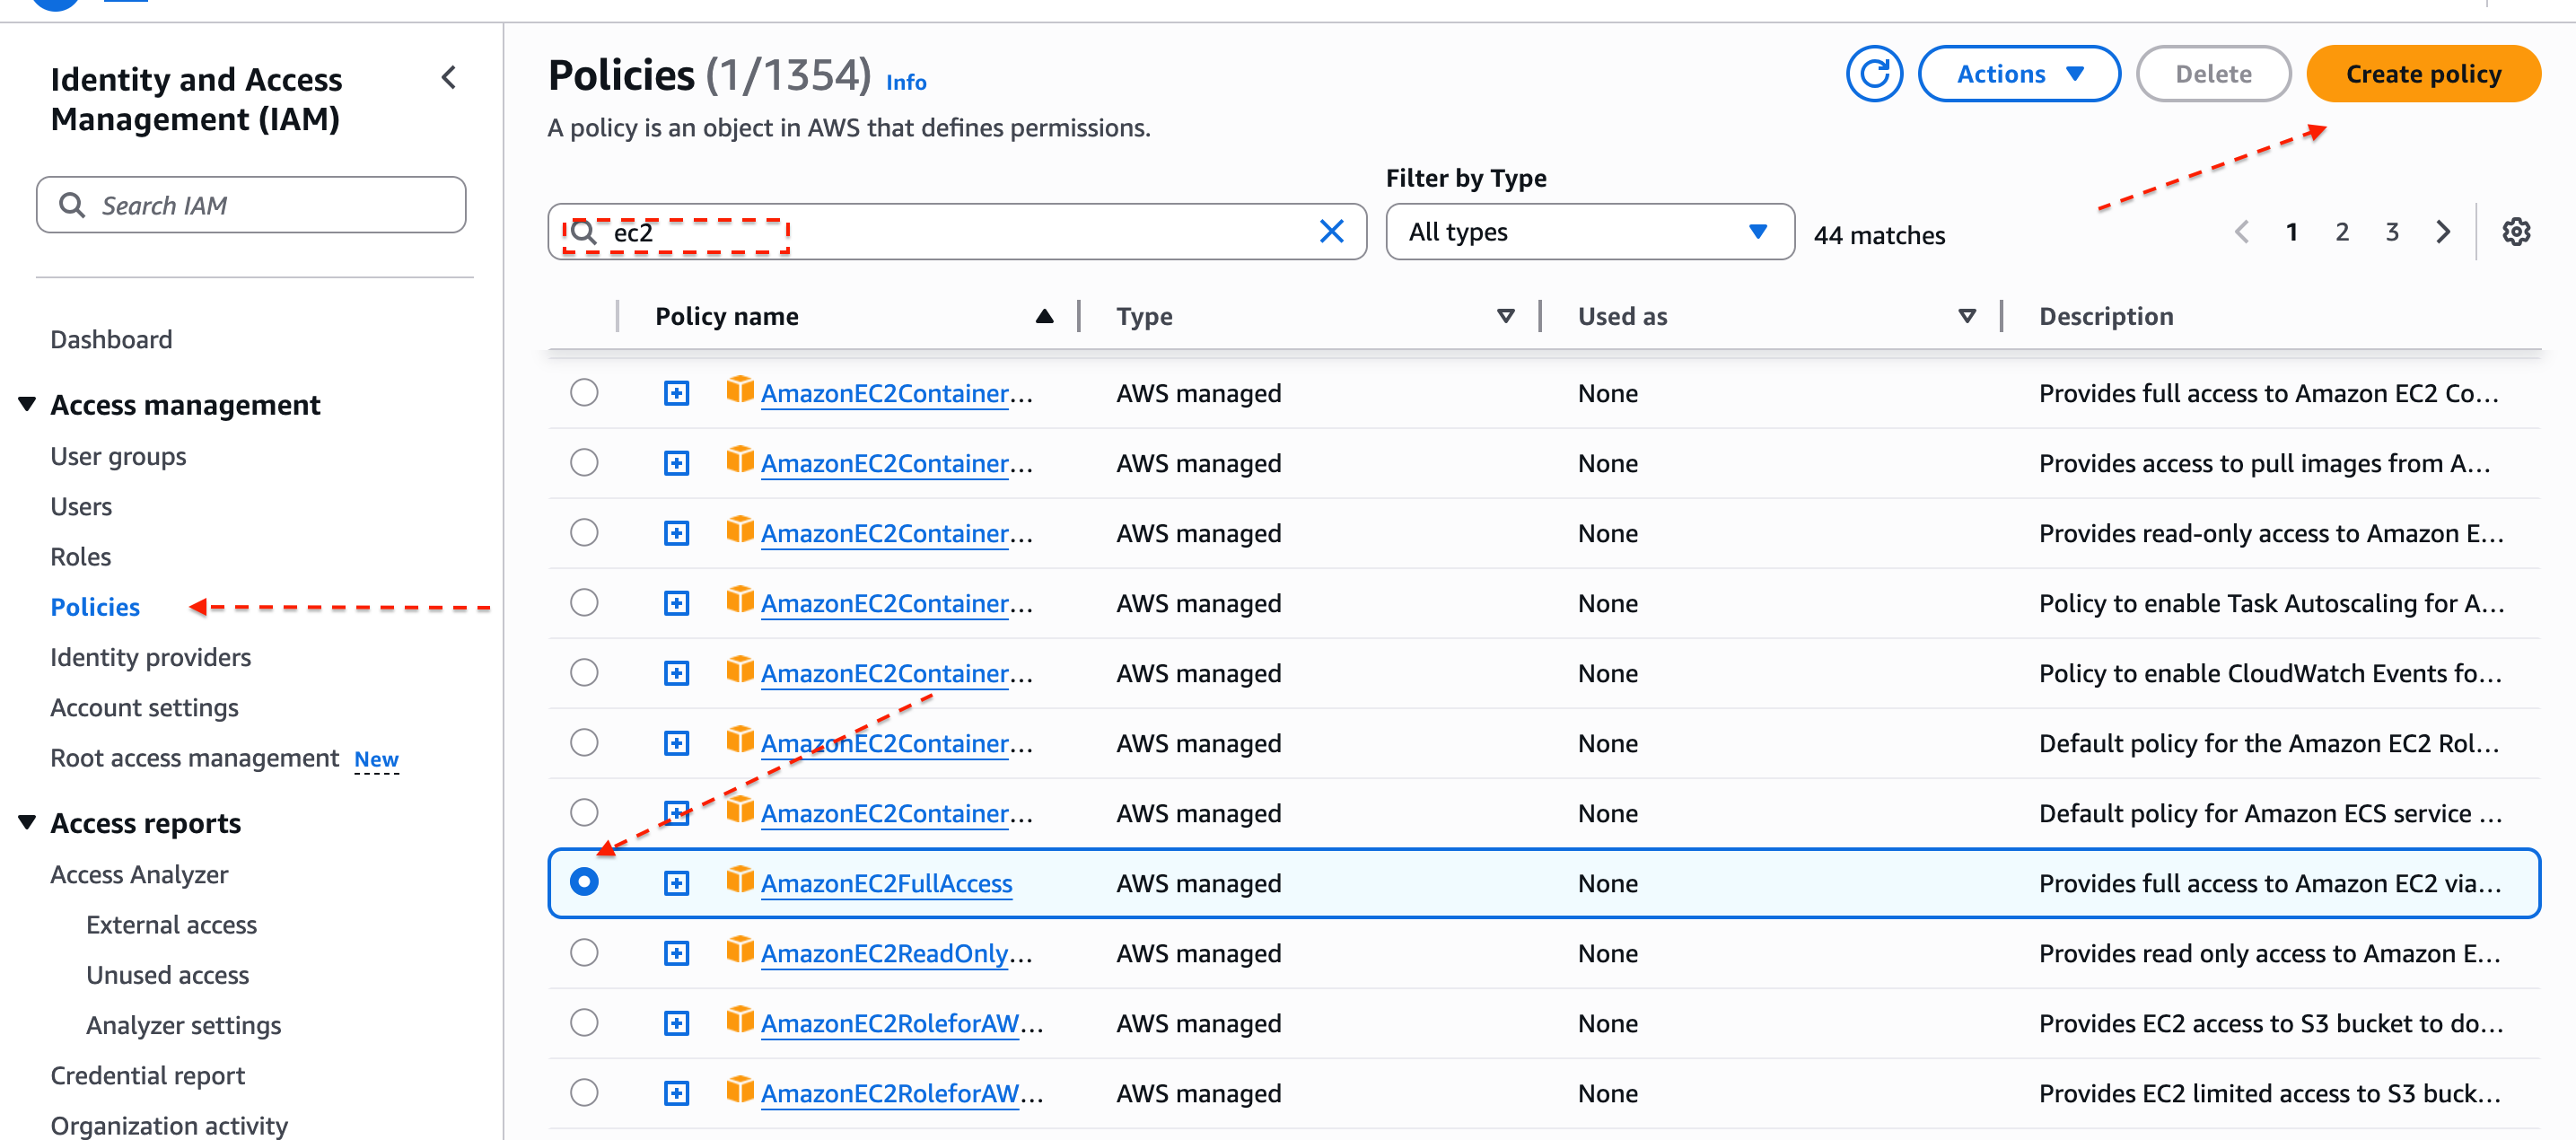 Identity and Access
Management (IAM)
Search IAM
Dashboard
Access management
User groups
Users
Roles
Policies
Identity providers
Account settings
Root access management New
Access reports
Access Analyzer
External access
Unused access
Analyzer settings
Credential report
Organization activity
Policies (1/1354) Info
A policy is an object in AWS that defines permissions.
Actions
Delete
Create policy
Filter by Type
ec2
All types
44 matches
1 2 3
Policy name Type Used as Description
AmazonEC2Container... AWS managed None Provides full access to Amazon EC2 Co...
AmazonEC2Container... AWS managed None Provides access to pull images from A...
AmazonEC2Container... AWS managed None Provides read-only access to Amazon E...
AmazonEC2Container... AWS managed None Policy to enable Task Autoscaling for A...
AmazonEC2Container... AWS managed None Policy to enable CloudWatch Events fo...
AmazonEC2Container... AWS managed None Default policy for the Amazon EC2 Rol...
AmazonEC2Container... AWS managed None Default policy for Amazon ECS service ...
AmazonEC2FullAccess AWS managed None Provides full access to Amazon EC2 via...
AmazonEC2ReadOnly... AWS managed None Provides read only access to Amazon E...
AmazonEC2RoleforAW... AWS managed None Provides EC2 access to S3 bucket to do...
AmazonEC2RoleforAW... AWS managed None Provides EC2 limited access to S3 buck...